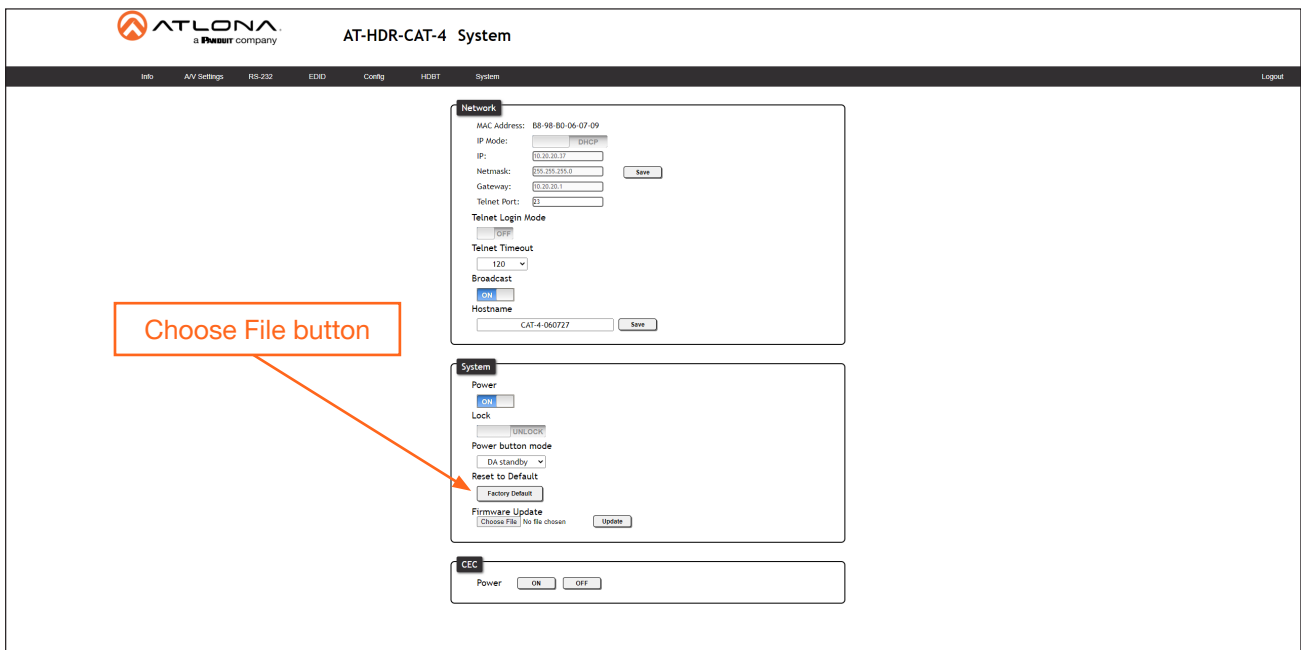 ATLONA.
a PANDUIT company
AT-HDR-CAT-4 System
Info A/V Settings RS-232 EDID Config HDBT System Logout
Network
MAC Address: B8-98-B0-06-07-09
IP Mode: DHCP
IP: 10.20.20.37
Netmask: 255.255.255.0 Save
Gateway: 10.20.20.1
Telnet Port: 23
Telnet Login Mode
OFF
Telnet Timeout
120
Broadcast
ON
Hostname
CAT-4-060727 Save
Choose File button
System
Power
ON
Lock
UNLOCK
Power button mode
DA standby
Reset to Default
Factory Default
Firmware Update
Choose File No file chosen Update
CEC
Power ON OFF